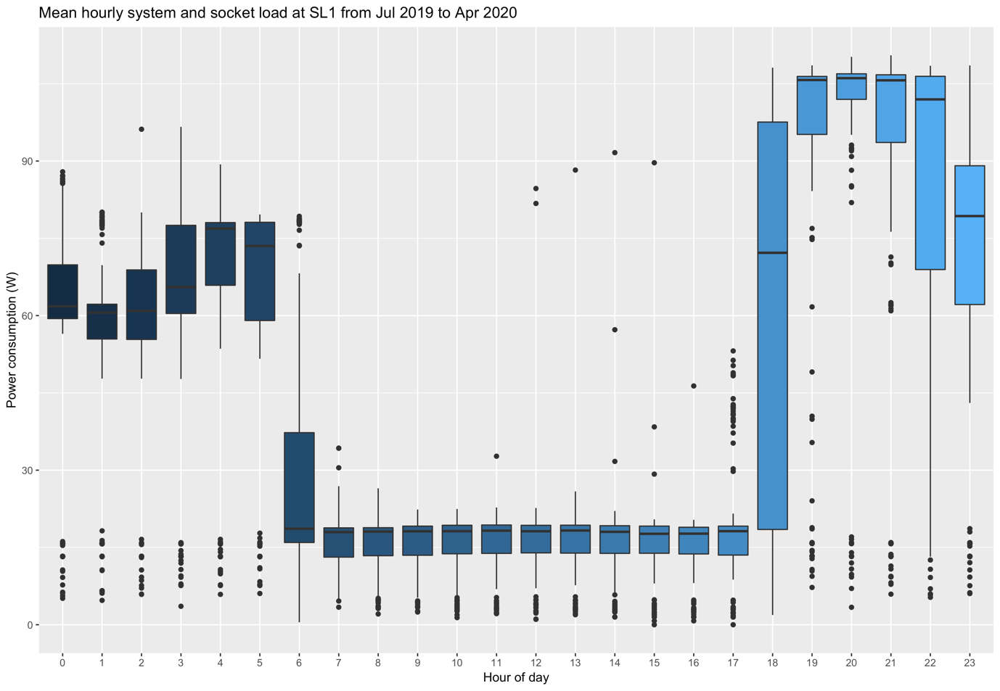 Mean hourly system and socket load at SL1 from Jul 2019 to Apr 2020
Power consumption (W)
90
60
30
0
0 1 2 3 4 5 6 7 8 9 10 11 12 13 14 15 16 17 18 19 20 21 22 23
Hour of day